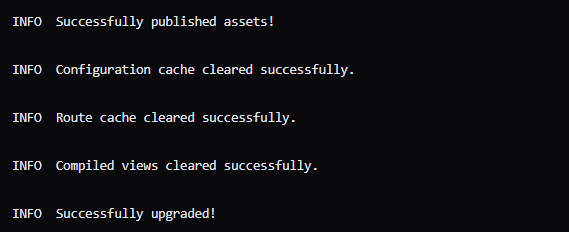 INFO  Successfully published assets!
INFO  Configuration cache cleared successfully.
INFO  Route cache cleared successfully.
INFO  Compiled views cleared successfully.
INFO  Successfully upgraded!